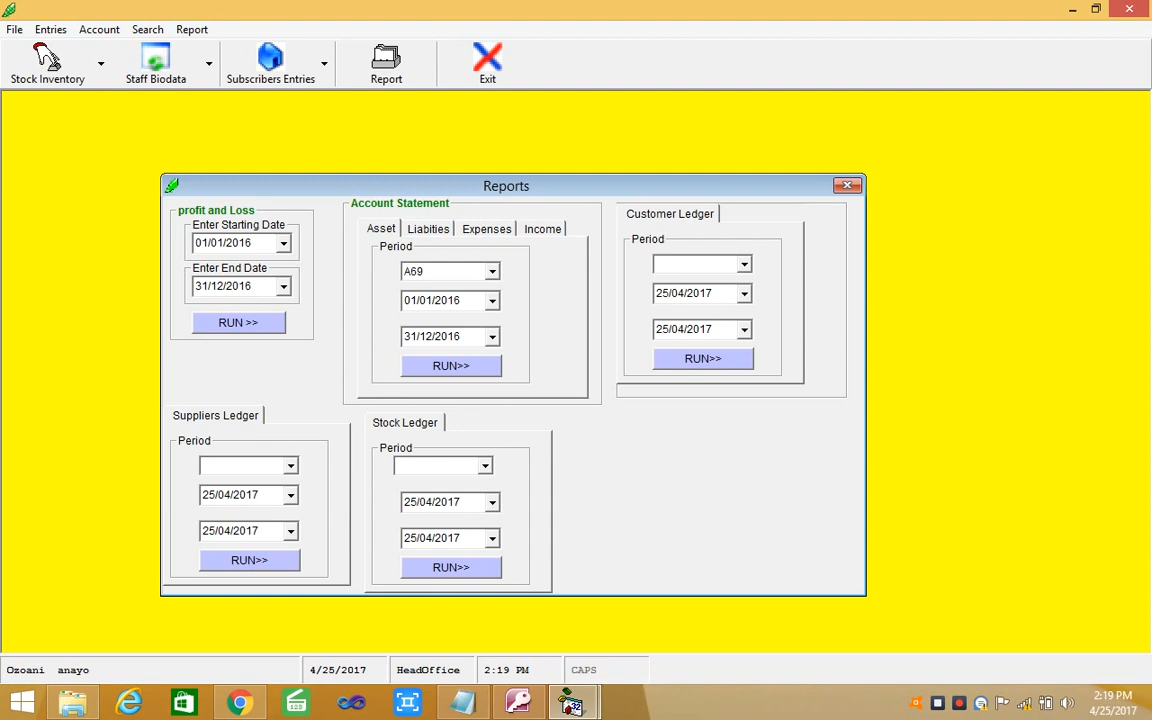 File Entries Account Search Report
Stock Inventory Staff Biodata Subscribers Entries Report Exit
Reports
profit and Loss
Enter Starting Date
01/01/2016
Enter End Date
31/12/2016
RUN >>
Account Statement
Asset Liabities Expenses Income
Period
A69
01/01/2016
31/12/2016
RUN>>
Customer Ledger
Period
25/04/2017
25/04/2017
RUN>>
Suppliers Ledger
Period
25/04/2017
25/04/2017
RUN>>
Stock Ledger
Period
25/04/2017
25/04/2017
RUN>>
Ozoani anayo 4/25/2017 HeadOffice 2:19 PM CAPS
2:19 PM
4/25/2017